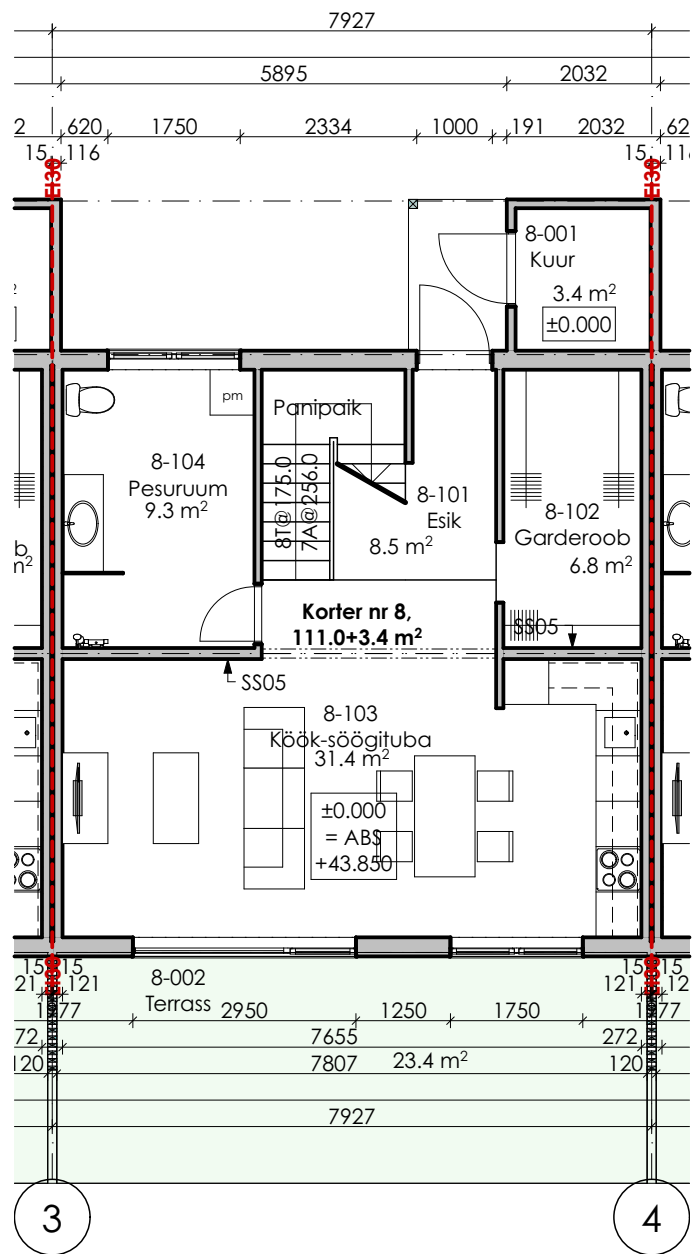 7927
5895 2032
2 620 1750 2334 1000 191 2032 62
15 116 15 116
EI30 EI30
8-001
Kuur
3.4 m²
±0.000
pm
Panipaik
8-104
Pesuruum
9.3 m²
8T@175.0
7A@256.0
8-101
Esik
8.5 m²
8-102
Garderoob
6.8 m²
b
m²
Korter nr 8,
111.0+3.4 m²
SS05
SS05
8-103
Köök-söögituba
31.4 m²
±0.000
= ABS
+43.850
15 15 15 15
21 121 121 12
8-002
Terrass
2950 1250 1750
72 7655 272
120 7807 23.4 m² 120
7927
3 4